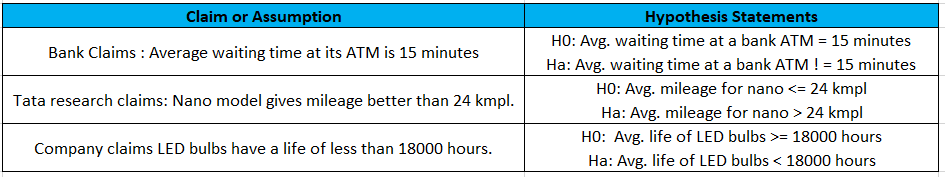 Claim or Assumption
Hypothesis Statements
Bank Claims : Average waiting time at its ATM is 15 minutes
H0: Avg. waiting time at a bank ATM = 15 minutes
Ha: Avg. waiting time at a bank ATM ! = 15 minutes
Tata research claims: Nano model gives mileage better than 24 kmpl.
H0: Avg. mileage for nano <= 24 kmpl
Ha: Avg. mileage for nano > 24 kmpl
Company claims LED bulbs have a life of less than 18000 hours.
H0:  Avg. life of LED bulbs >= 18000 hours
Ha: Avg. life of LED bulbs < 18000 hours